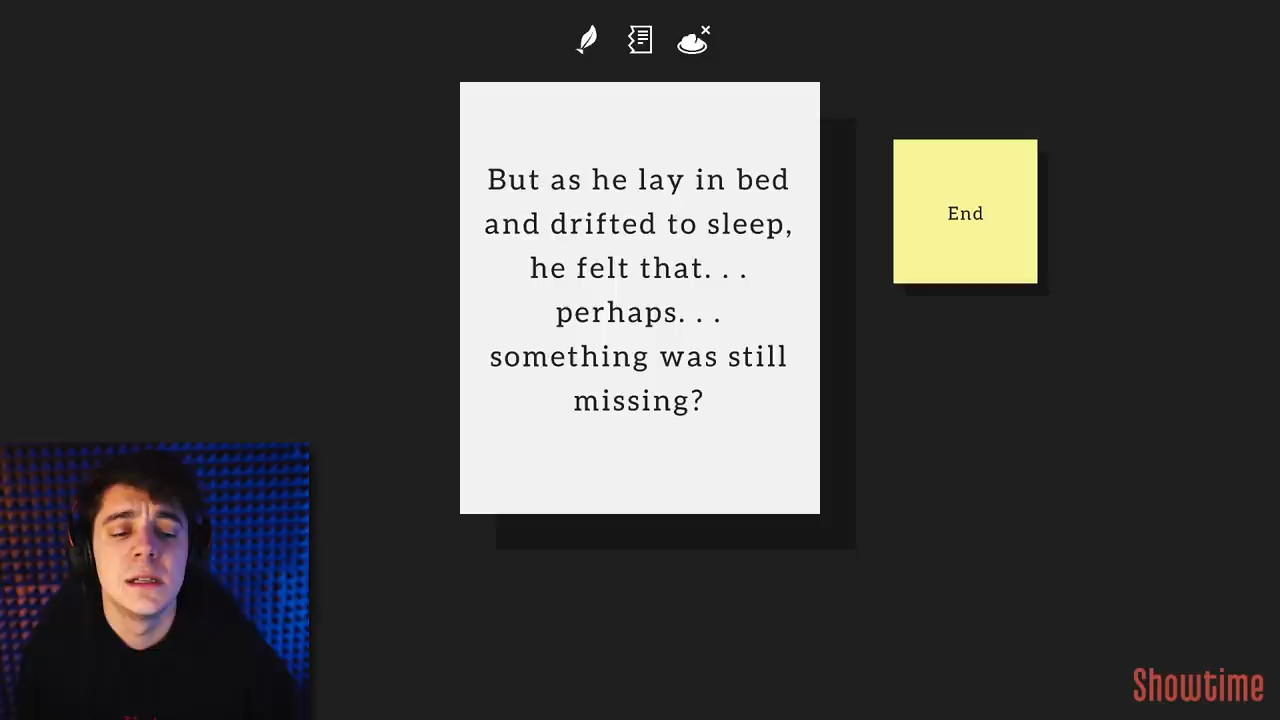 But as he lay in bed
and drifted to sleep,
he felt that. . .
perhaps. . .
something was still
missing?
End
Showtime